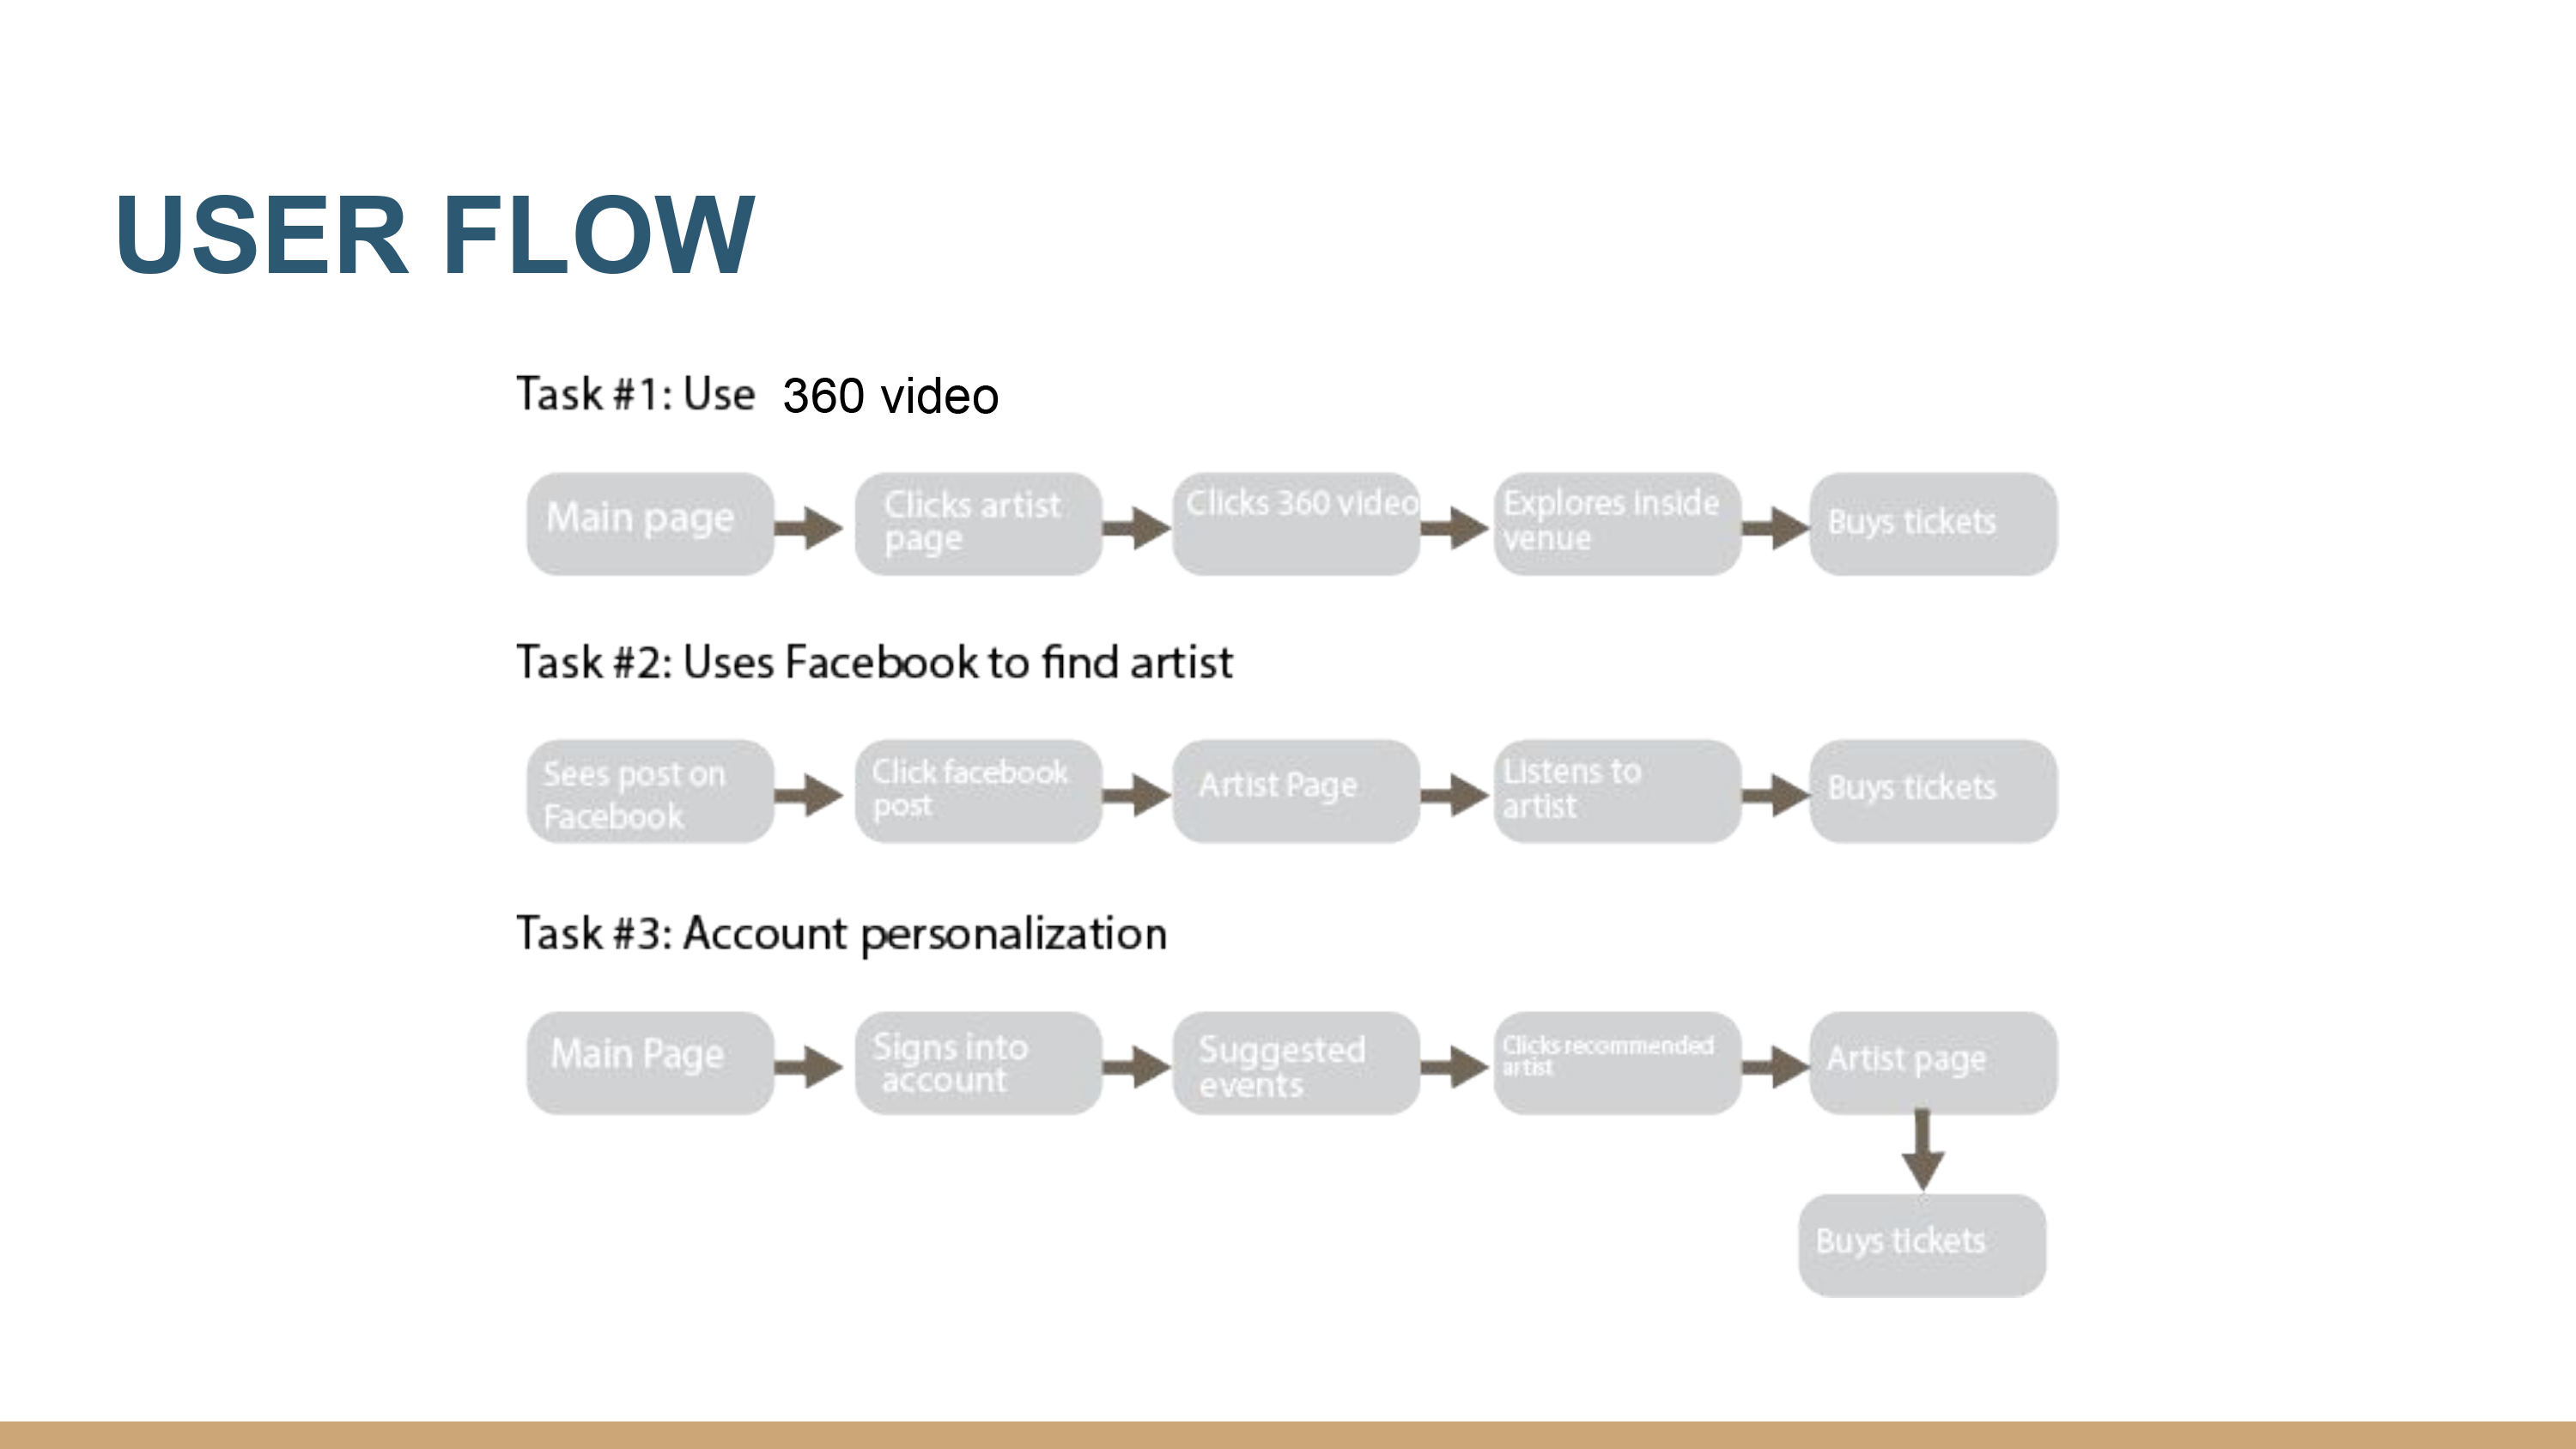 USER FLOW
Task #1: Use 360 video
Main page
Clicks artist
page
Clicks 360 video
Explores inside
venue
Buys tickets
Task #2: Uses Facebook to find artist
Sees post on
Facebook
Click facebook
post
Artist Page
Listens to
artist
Buys tickets
Task #3: Account personalization
Main Page
Signs into
account
Suggested
events
Clicks recommended
artist
Artist page
Buys tickets